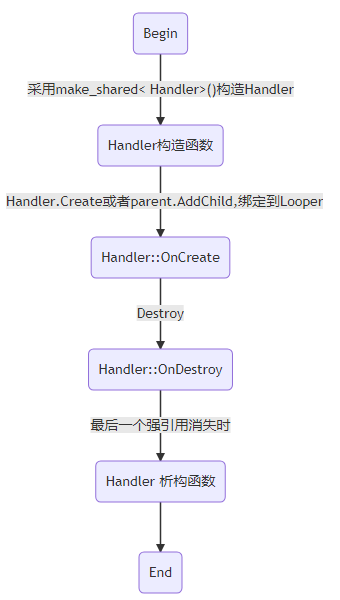 Begin
采用make_shared< Handler>()构造Handler
Handler构造函数
Handler.Create或者parent.AddChild,绑定到Looper
Handler::OnCreate
Destroy
Handler::OnDestroy
最后一个强引用消失时
Handler 析构函数
End